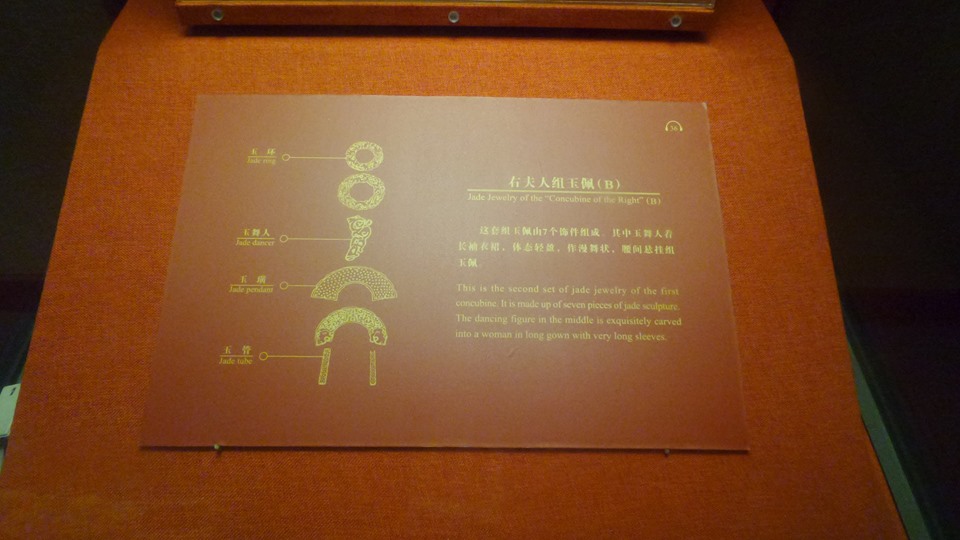 36
玉环
Jade ring
玉舞人
Jade dancer
玉璜
Jade pendant
玉管
Jade tube
右夫人组玉佩(B)
Jade Jewelry of the "Concubine of the Right" (B)
这套组玉佩由7个饰件组成。其中玉舞人着
长袖衣裙，体态轻盈，作漫舞状，腰间悬挂组
玉佩。
This is the second set of jade jewelry of the first
concubine. It is made up of seven pieces of jade sculpture.
The dancing figure in the middle is exquisitely carved
into a woman in long gown with very long sleeves.